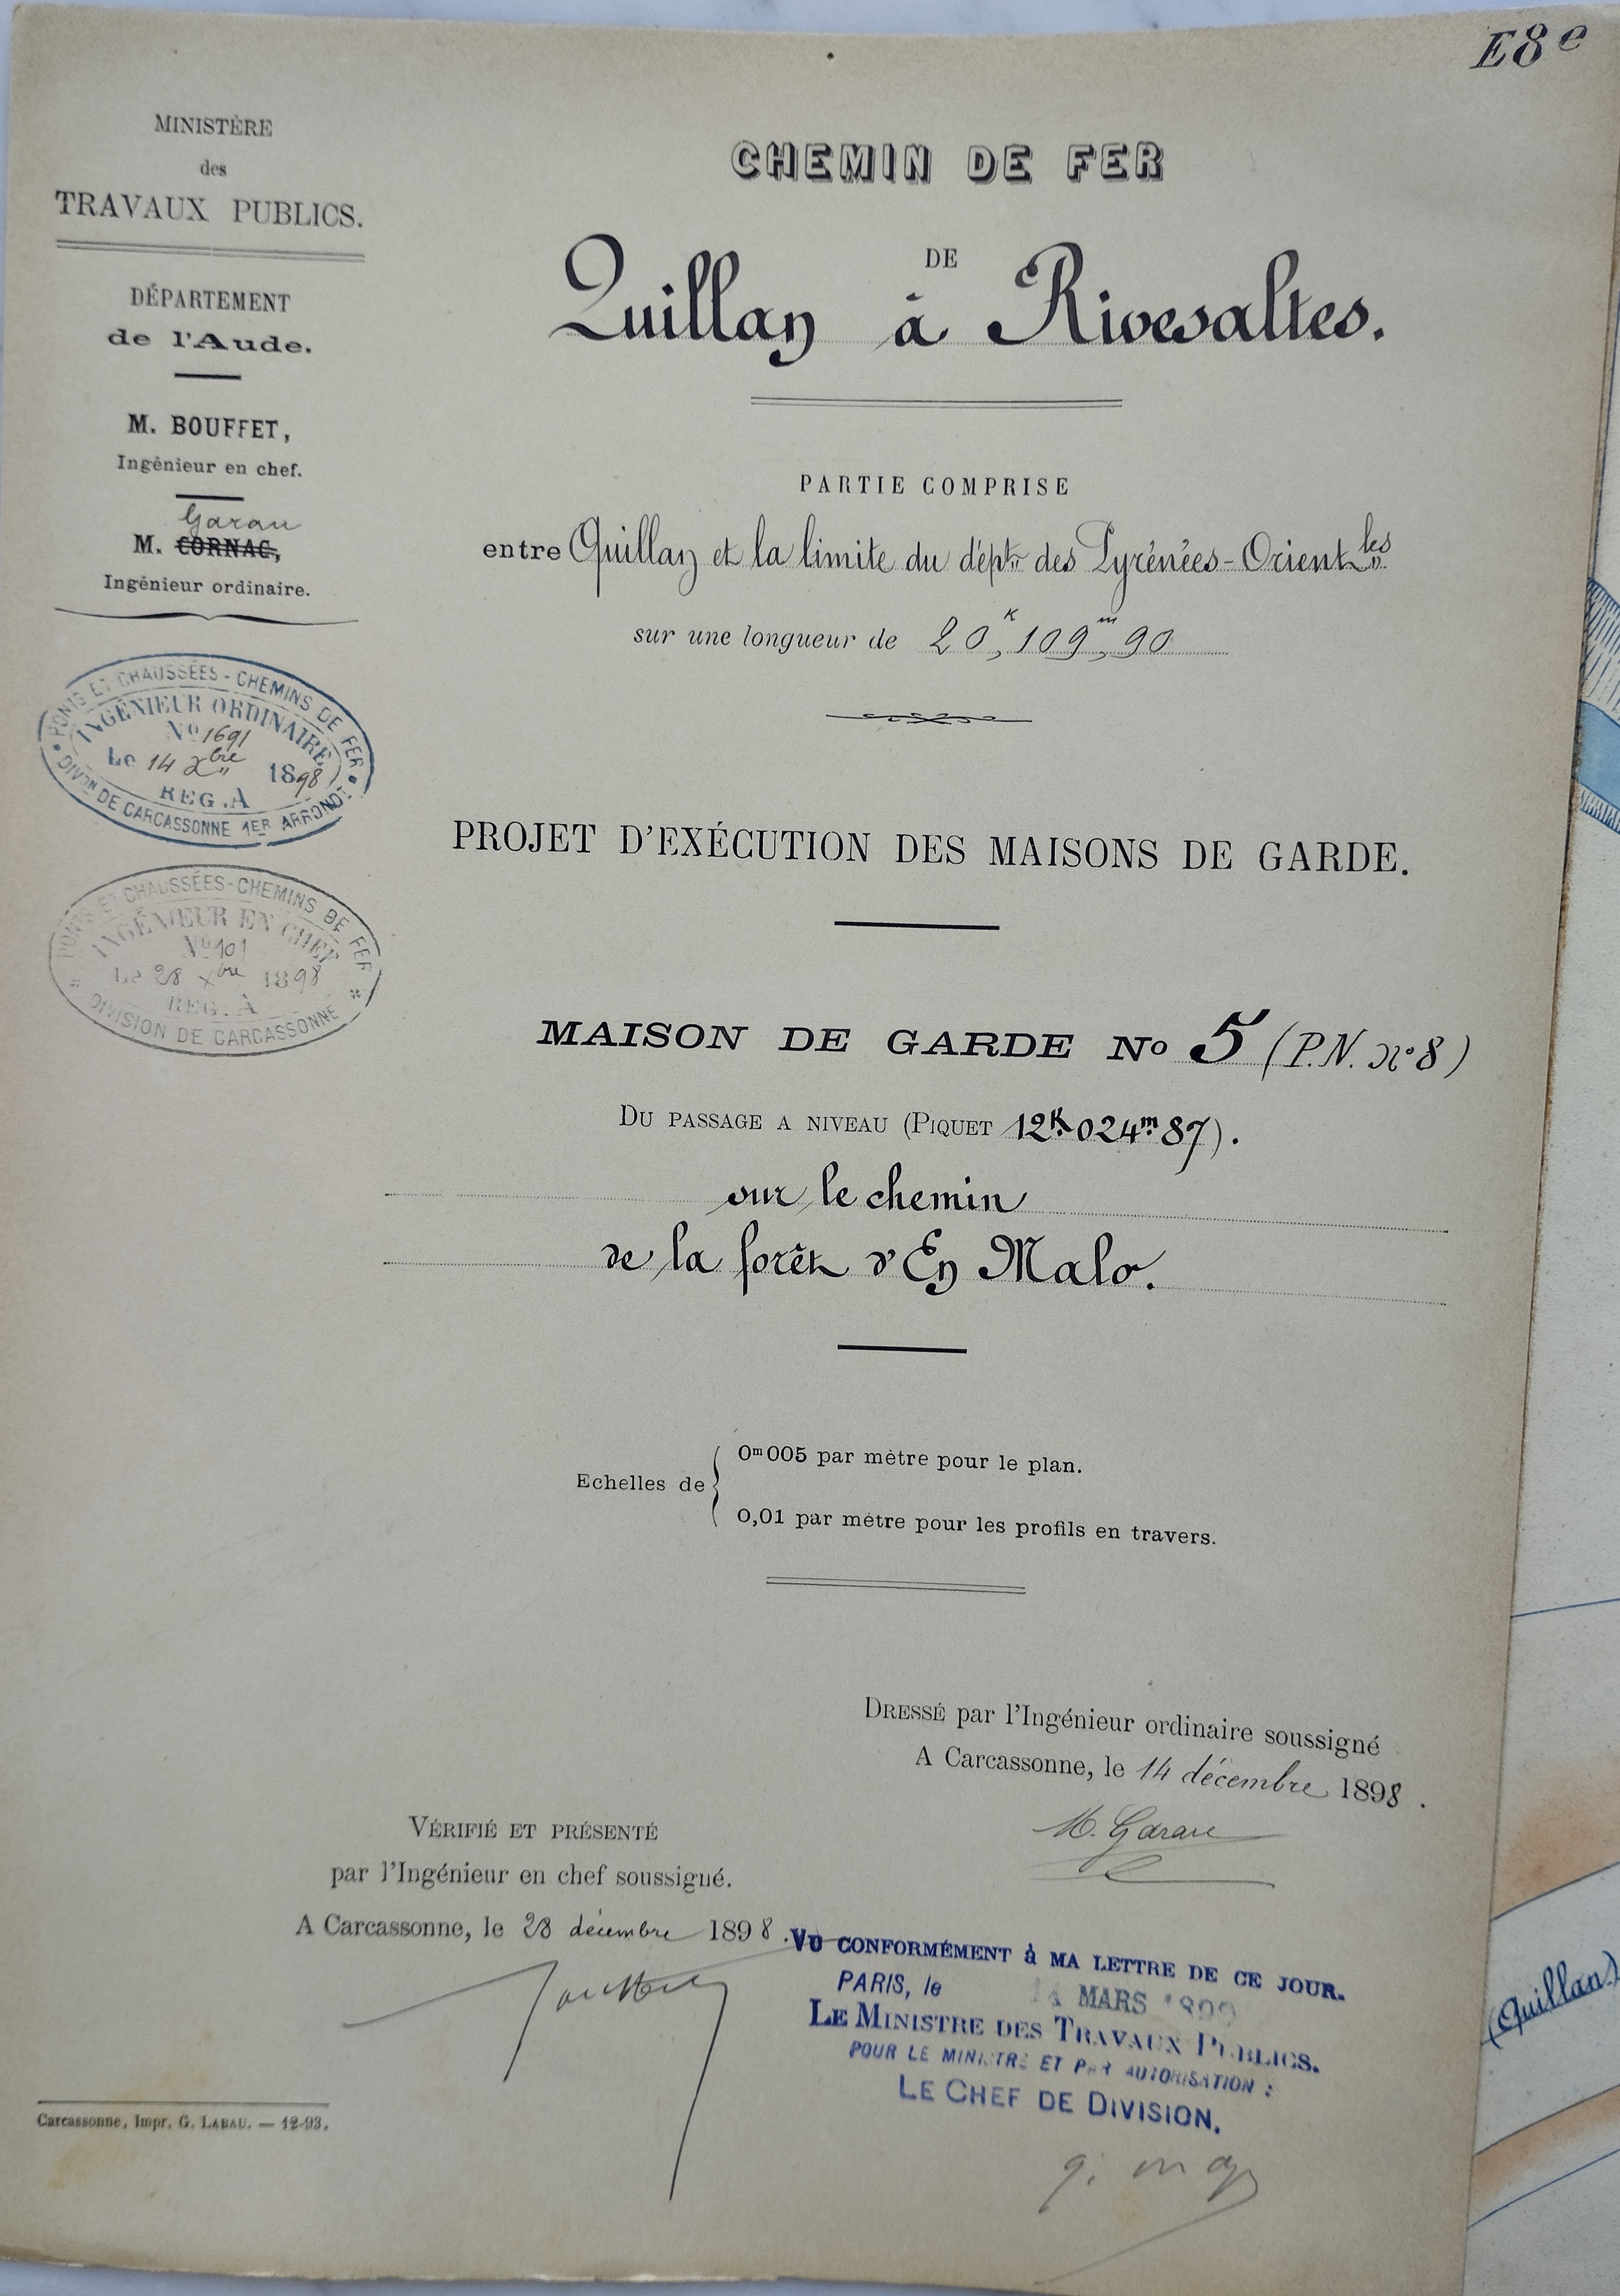 E8e
MINISTÈRE
des
TRAVAUX PUBLICS.
DÉPARTEMENT
de l'Aude.
M. BOUFFET,
Ingénieur en chef.
Garau
M. CORNAC,
Ingénieur ordinaire.
PONTS ET CHAUSSÉES - CHEMINS DE FER
INGÉNIEUR ORDINAIRE
No 1691
Le 14 Xbre 1898
REG. A
DIVon DE CARCASSONNE 1ER ARRONDt
PONTS ET CHAUSSÉES - CHEMINS DE FER
INGÉNIEUR EN CHEF
No 101
Le 28 Xbre 1898
REG. A
DIVISION DE CARCASSONNE
CHEMIN DE FER
DE
Quillan à Rivesaltes.
PARTIE COMPRISE
entre Quillan et la limite du dépt. des Pyrénées-Orientles
sur une longueur de 20k,109m,90
PROJET D'EXÉCUTION DES MAISONS DE GARDE.
MAISON DE GARDE No 5 (P.N. no 8)
DU PASSAGE A NIVEAU (PIQUET 12K.024m.87).
sur le chemin
de la forêt d'En Malo.
Echelles de
0m005 par mètre pour le plan.
0,01 par mètre pour les profils en travers.
DRESSÉ par l'Ingénieur ordinaire soussigné
A Carcassonne, le 14 décembre 1898.
M. Garau
VÉRIFIÉ ET PRÉSENTÉ
par l'Ingénieur en chef soussigné.
A Carcassonne, le 28 décembre 1898.
Bouffet
VU CONFORMÉMENT à MA LETTRE DE CE JOUR.
PARIS, le 14 MARS 1899
LE MINISTRE DES TRAVAUX PUBLICS.
POUR LE MINISTRE ET PAR AUTORISATION :
LE CHEF DE DIVISION.
Carcassonne, Impr. G. LABAU. — 12-93.
(Quillan)